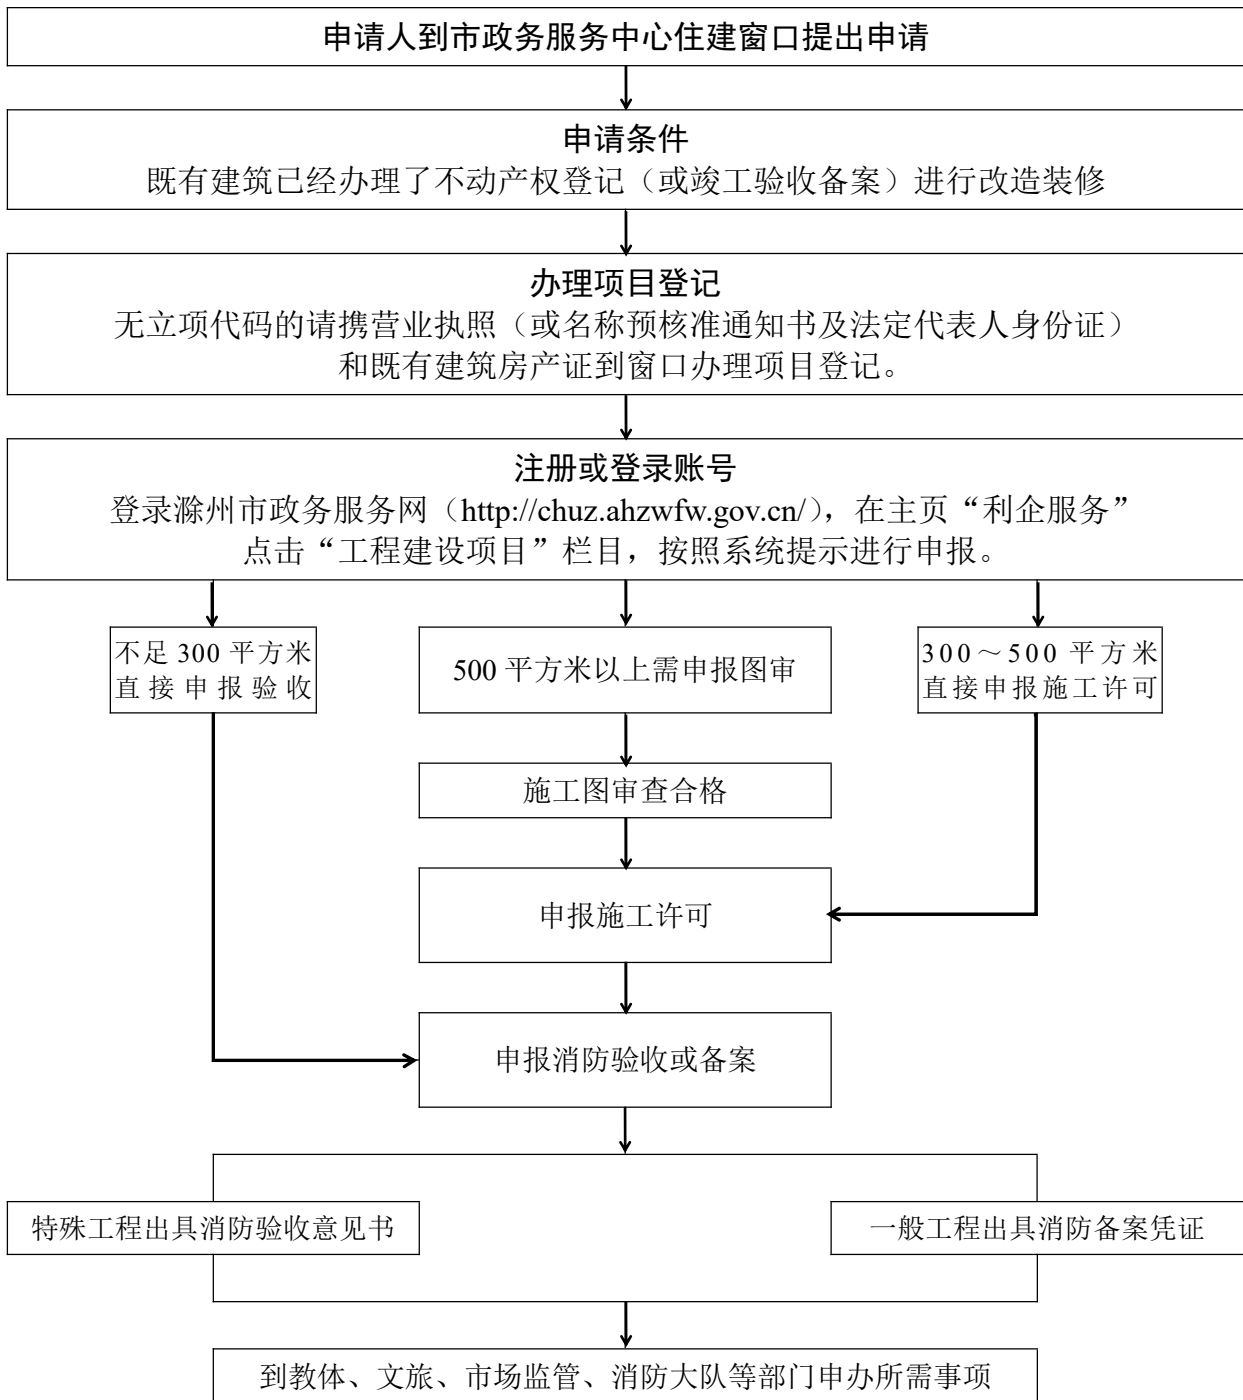 申请人到市政务服务中心住建窗口提出申请
申请条件
既有建筑已经办理了不动产权登记（或竣工验收备案）进行改造装修
办理项目登记
无立项代码的请携营业执照（或名称预核准通知书及法定代表人身份证）
和既有建筑房产证到窗口办理项目登记。
注册或登录账号
登录滁州市政务服务网（http://chuz.ahzwfw.gov.cn/），在主页“利企服务”
点击“工程建设项目”栏目，按照系统提示进行申报。
不足 300 平方米
直接申报验收
500 平方米以上需申报图审
300～500 平方米
直接申报施工许可
施工图审查合格
申报施工许可
申报消防验收或备案
特殊工程出具消防验收意见书
一般工程出具消防备案凭证
到教体、文旅、市场监管、消防大队等部门申办所需事项